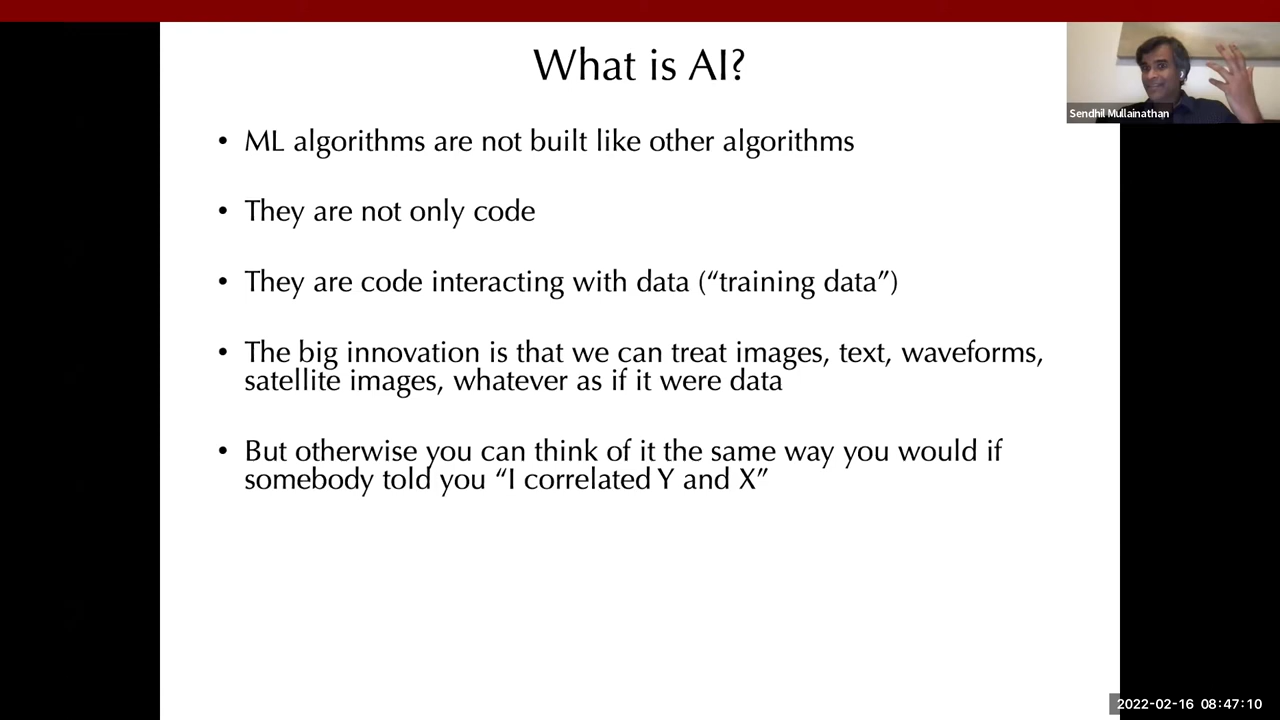 What is AI?
Sendhil Mullainathan
• ML algorithms are not built like other algorithms
• They are not only code
• They are code interacting with data (“training data”)
• The big innovation is that we can treat images, text, waveforms,
satellite images, whatever as if it were data
• But otherwise you can think of it the same way you would if
somebody told you “I correlated Y and X”
2022-02-16 08:47:10